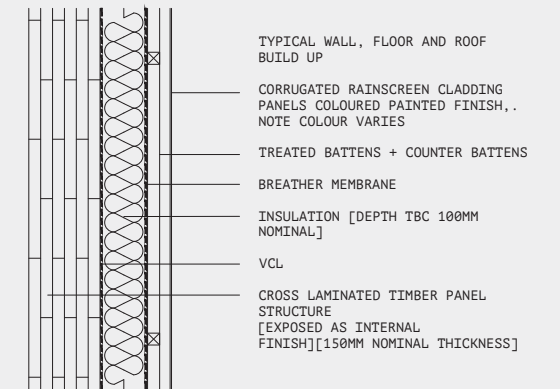 TYPICAL WALL, FLOOR AND ROOF
BUILD UP
CORRUGATED RAINSCREEN CLADDING
PANELS COLOURED PAINTED FINISH,.
NOTE COLOUR VARIES
TREATED BATTENS + COUNTER BATTENS
BREATHER MEMBRANE
INSULATION [DEPTH TBC 100MM
NOMINAL]
VCL
CROSS LAMINATED TIMBER PANEL
STRUCTURE
[EXPOSED AS INTERNAL
FINISH][150MM NOMINAL THICKNESS]